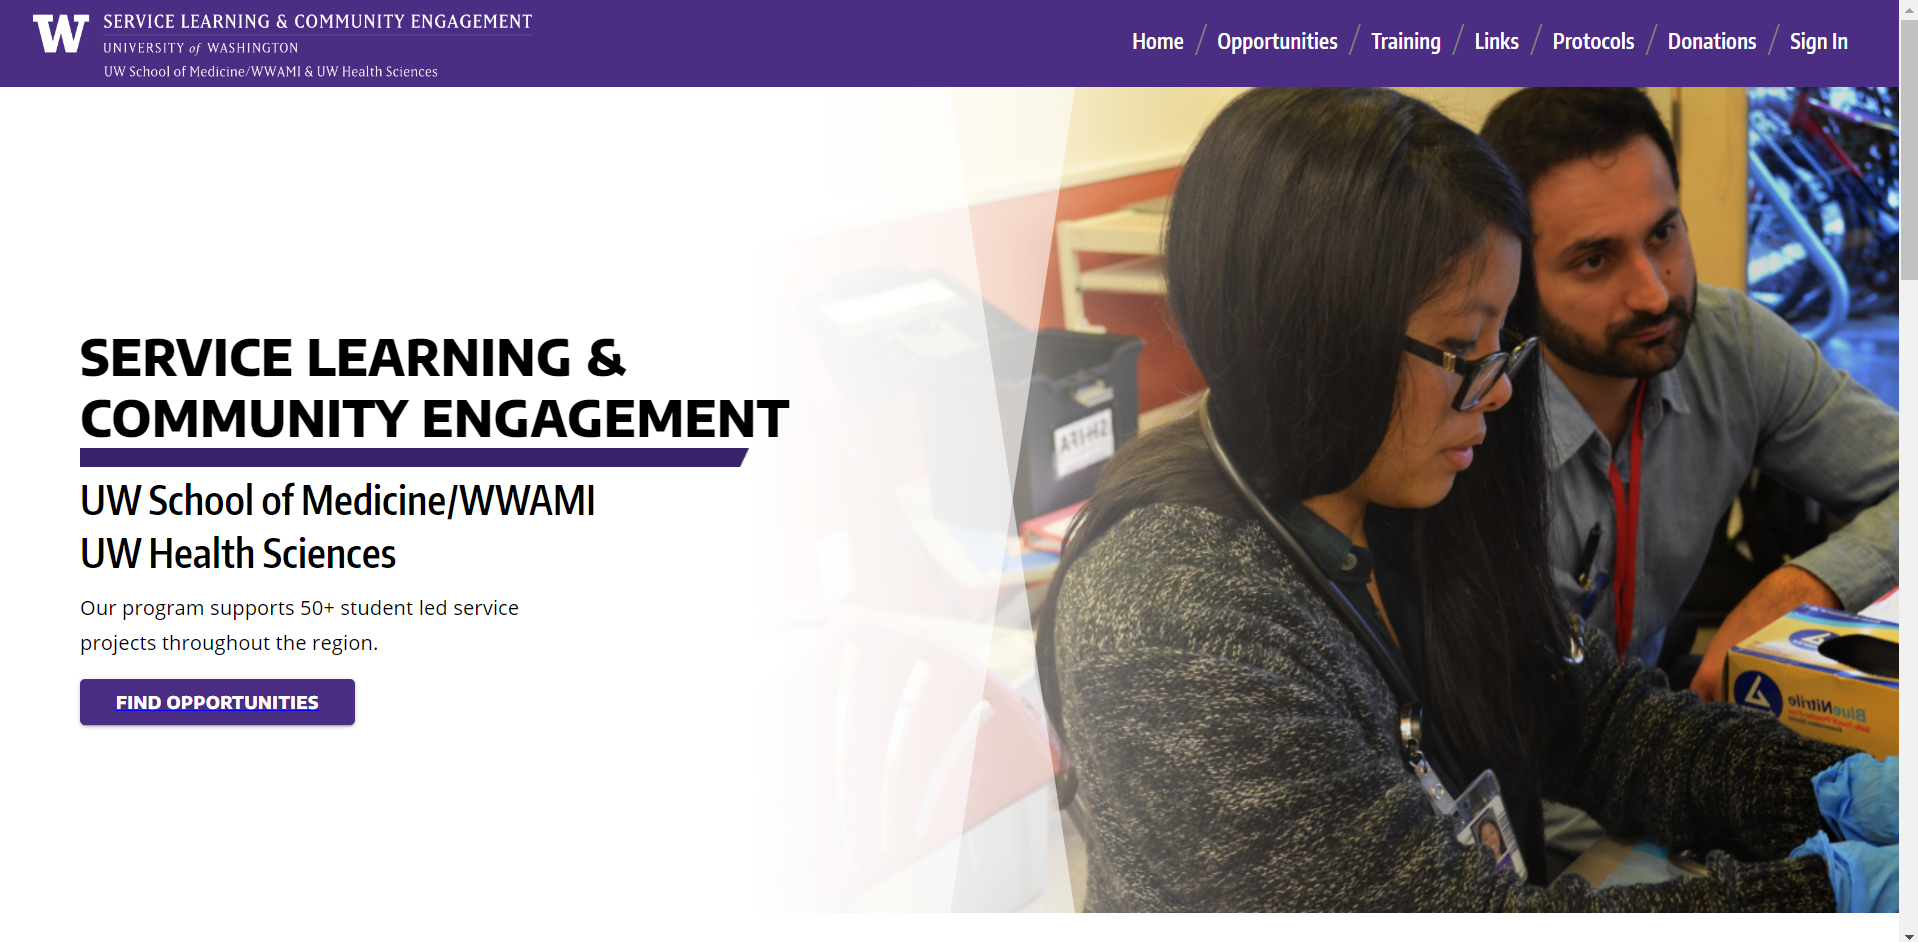 W
SERVICE LEARNING & COMMUNITY ENGAGEMENT
UNIVERSITY of WASHINGTON
UW School of Medicine/WWAMI & UW Health Sciences
Home / Opportunities / Training / Links / Protocols / Donations / Sign In
SERVICE LEARNING &
COMMUNITY ENGAGEMENT
UW School of Medicine/WWAMI
UW Health Sciences
Our program supports 50+ student led service
projects throughout the region.
FIND OPPORTUNITIES
BlueNitrile